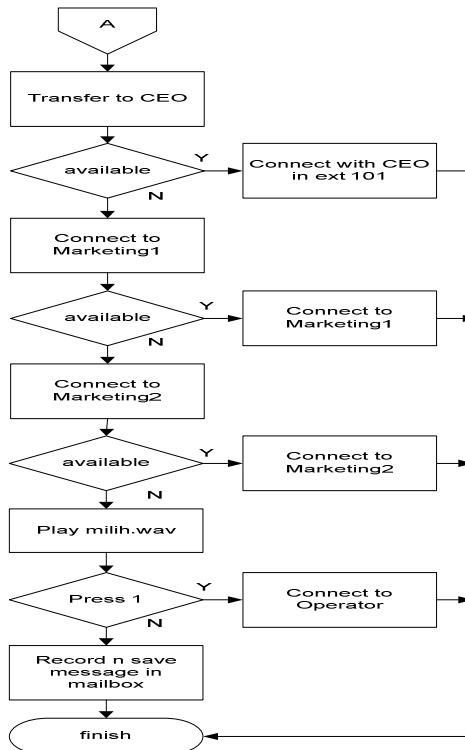 A
Transfer to CEO
available
Y
Connect with CEO
in ext 101
N
Connect to
Marketing1
available
Y
Connect to
Marketing1
N
Connect to
Marketing2
available
Y
Connect to
Marketing2
N
Play milih.wav
Press 1
Y
Connect to
Operator
N
Record n save
message in
mailbox
finish